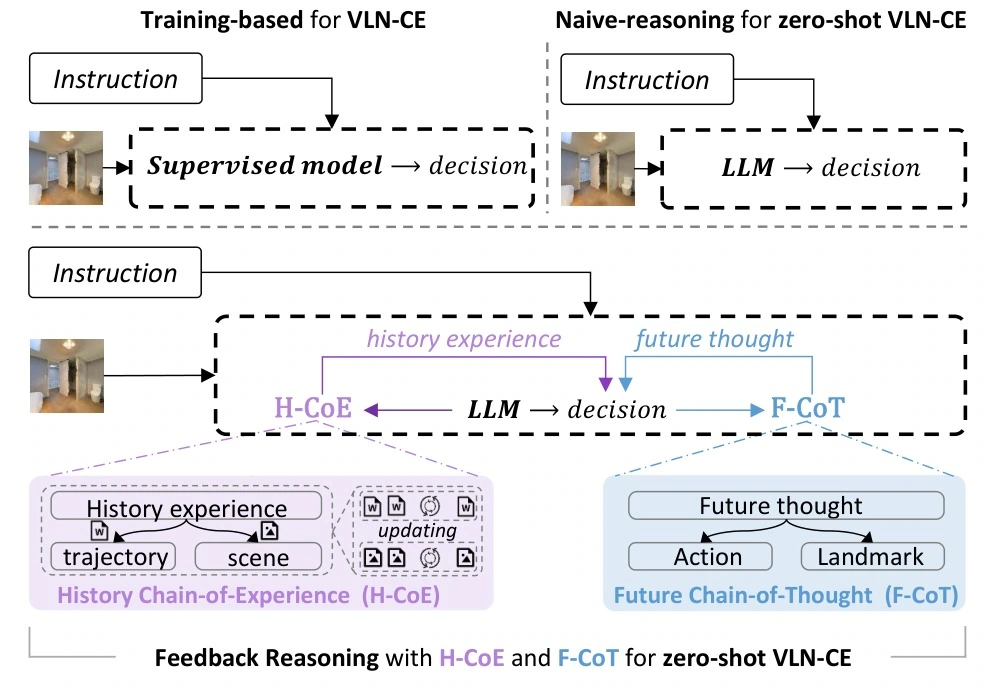 Training-based for VLN-CE
Naive-reasoning for zero-shot VLN-CE
Instruction
Supervised model → decision
Instruction
LLM → decision
Instruction
history experience
future thought
H-CoE
LLM → decision
F-CoT
History experience
W
trajectory
scene
W W W
updating
History Chain-of-Experience (H-CoE)
Future thought
Action
Landmark
Future Chain-of-Thought (F-CoT)
Feedback Reasoning with H-CoE and F-CoT for zero-shot VLN-CE